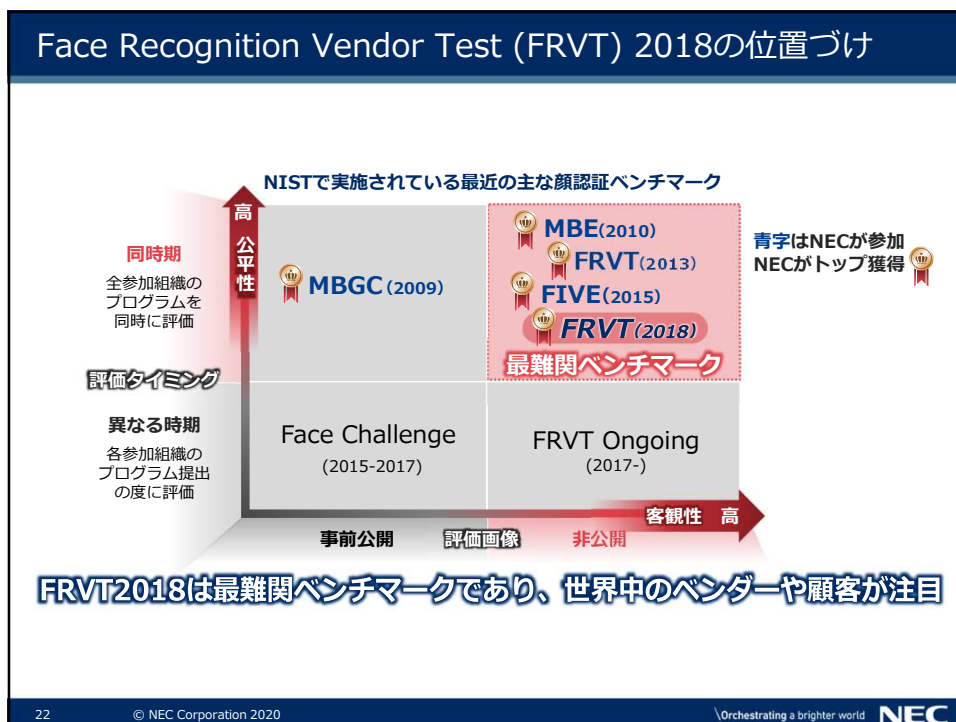 Face Recognition Vendor Test (FRVT) 2018の位置づけ
NISTで実施されている最近の主な顔認証ベンチマーク
高
公平性
同時期
全参加組織の
プログラムを
同時に評価
MBGC (2009)
MBE(2010)
FRVT(2013)
FIVE(2015)
FRVT(2018)
最難関ベンチマーク
青字はNECが参加
NECがトップ獲得
評価タイミング
異なる時期
各参加組織の
プログラム提出
の度に評価
Face Challenge
(2015-2017)
FRVT Ongoing
(2017-)
客観性 高
事前公開
評価画像
非公開
FRVT2018は最難関ベンチマークであり、世界中のベンダーや顧客が注目
22
© NEC Corporation 2020
\Orchestrating a brighter world
NEC